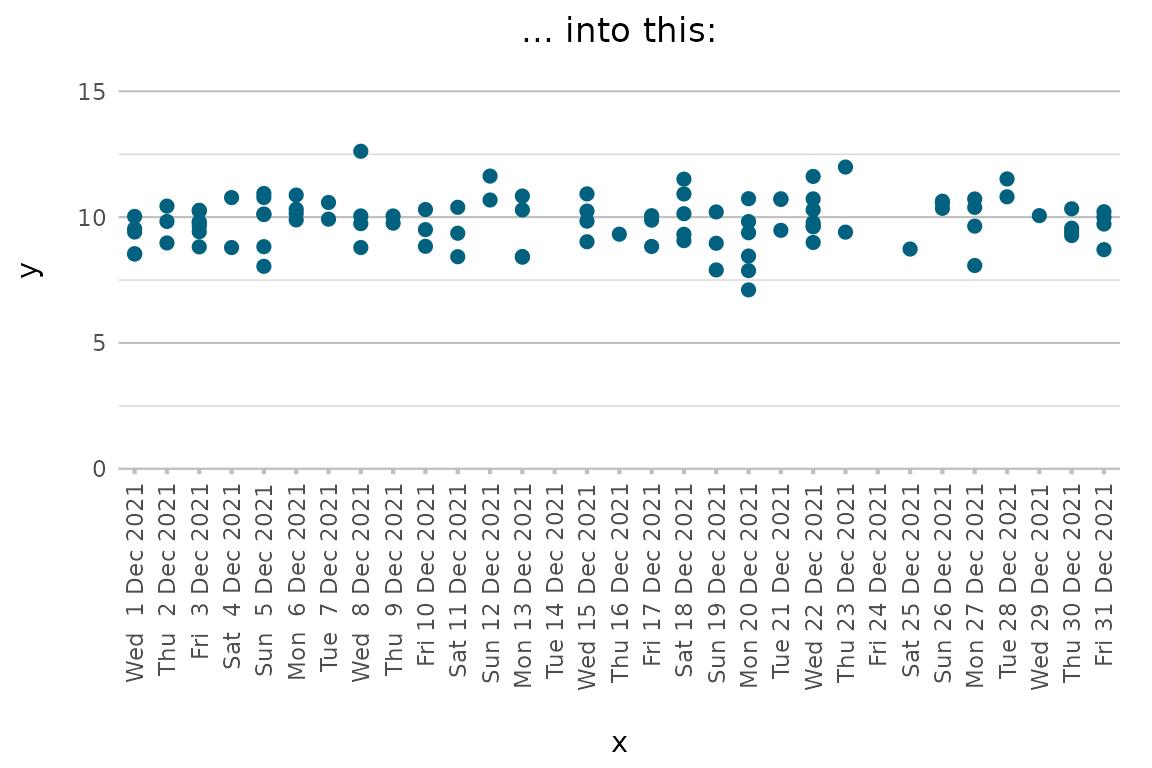 ... into this:
15
10
5
0
y
Wed  1 Dec 2021
Thu  2 Dec 2021
Fri  3 Dec 2021
Sat  4 Dec 2021
Sun  5 Dec 2021
Mon  6 Dec 2021
Tue  7 Dec 2021
Wed  8 Dec 2021
Thu  9 Dec 2021
Fri 10 Dec 2021
Sat 11 Dec 2021
Sun 12 Dec 2021
Mon 13 Dec 2021
Tue 14 Dec 2021
Wed 15 Dec 2021
Thu 16 Dec 2021
Fri 17 Dec 2021
Sat 18 Dec 2021
Sun 19 Dec 2021
Mon 20 Dec 2021
Tue 21 Dec 2021
Wed 22 Dec 2021
Thu 23 Dec 2021
Fri 24 Dec 2021
Sat 25 Dec 2021
Sun 26 Dec 2021
Mon 27 Dec 2021
Tue 28 Dec 2021
Wed 29 Dec 2021
Thu 30 Dec 2021
Fri 31 Dec 2021
x